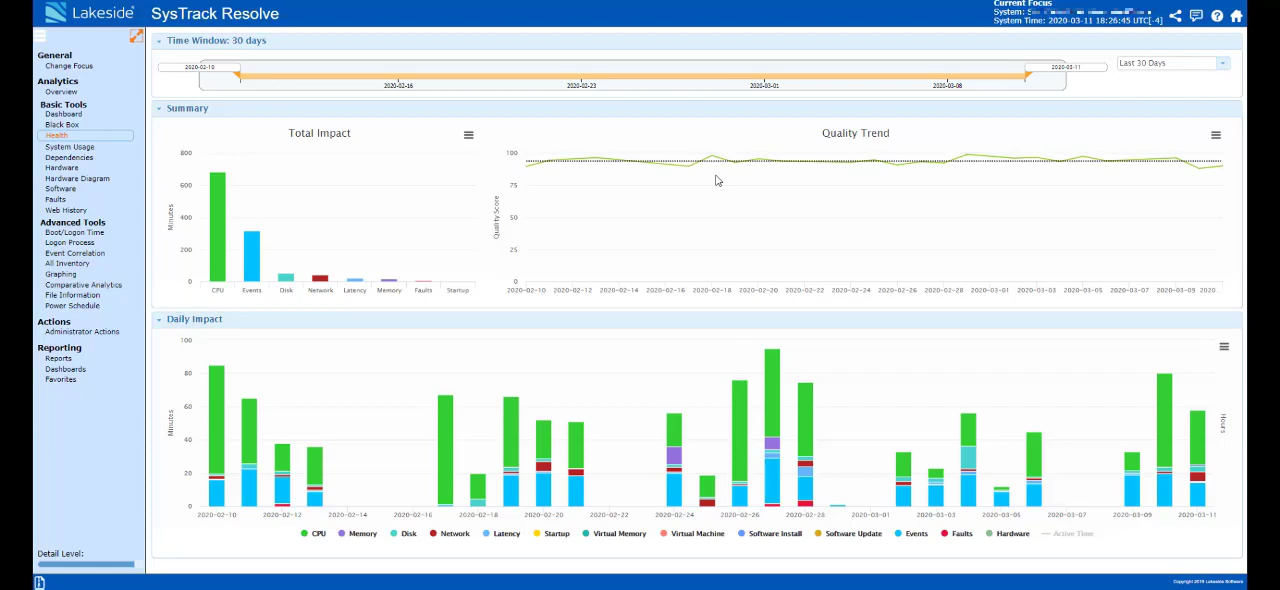 Lakeside
SysTrack Resolve
Current Focus
System:
System Time: 2020-03-11 18:26:45 UTC[-4]
General
Change Focus
Analytics
Overview
Basic Tools
Dashboard
Black Box
Health
System Usage
Dependencies
Hardware
Hardware Diagram
Software
Faults
Web History
Advanced Tools
Boot/Logon Time
Logon Process
Event Correlation
All Inventory
Graphing
Comparative Analytics
File Information
Power Schedule
Actions
Administrator Actions
Reporting
Reports
Dashboards
Favorites
Detail Level:
Time Window: 30 days
2020-02-10
2020-03-11
Last 30 Days
2020-02-16 2020-02-23 2020-03-01 2020-03-08
Summary
Total Impact
800
600
400
200
0
Minutes
CPU Events Disk Network Latency Memory Faults Startup
Quality Trend
100
75
50
25
0
Quality Score
2020-02-10 2020-02-12 2020-02-14 2020-02-16 2020-02-18 2020-02-20 2020-02-22 2020-02-24 2020-02-26 2020-02-28 2020-03-01 2020-03-03 2020-03-05 2020-03-07 2020-03-09 2020...
Daily Impact
100
80
60
40
20
0
Minutes
Hours
2020-02-10 2020-02-12 2020-02-14 2020-02-16 2020-02-18 2020-02-20 2020-02-22 2020-02-24 2020-02-26 2020-02-28 2020-03-01 2020-03-03 2020-03-05 2020-03-07 2020-03-09 2020-03-11
CPU Memory Disk Network Latency Startup Virtual Memory Virtual Machine Software Install Software Update Events Faults Hardware Active Time
Copyright 2019 Lakeside Software